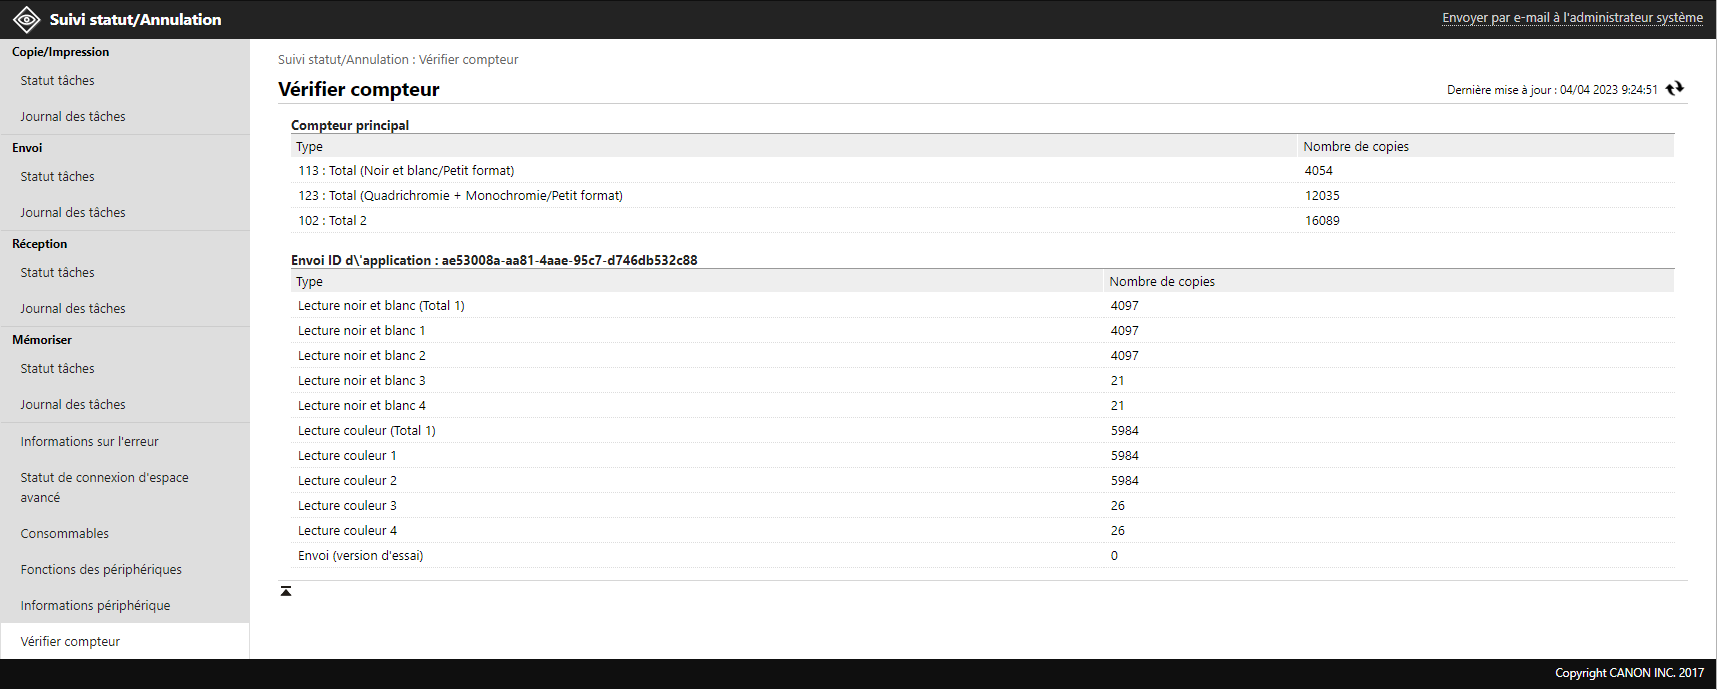 Suivi statut/Annulation
Envoyer par e-mail à l'administrateur système
Copie/Impression
Statut tâches
Journal des tâches
Envoi
Statut tâches
Journal des tâches
Réception
Statut tâches
Journal des tâches
Mémoriser
Statut tâches
Journal des tâches
Informations sur l'erreur
Statut de connexion d'espace
avancé
Consommables
Fonctions des périphériques
Informations périphérique
Vérifier compteur
Suivi statut/Annulation : Vérifier compteur
Vérifier compteur
Dernière mise à jour : 04/04 2023 9:24:51
Compteur principal
Type Nombre de copies
113 : Total (Noir et blanc/Petit format) 4054
123 : Total (Quadrichromie + Monochromie/Petit format) 12035
102 : Total 2 16089
Envoi ID d\'application : ae53008a-aa81-4aae-95c7-d746db532c88
Type Nombre de copies
Lecture noir et blanc (Total 1) 4097
Lecture noir et blanc 1 4097
Lecture noir et blanc 2 4097
Lecture noir et blanc 3 21
Lecture noir et blanc 4 21
Lecture couleur (Total 1) 5984
Lecture couleur 1 5984
Lecture couleur 2 5984
Lecture couleur 3 26
Lecture couleur 4 26
Envoi (version d'essai) 0
Copyright CANON INC. 2017